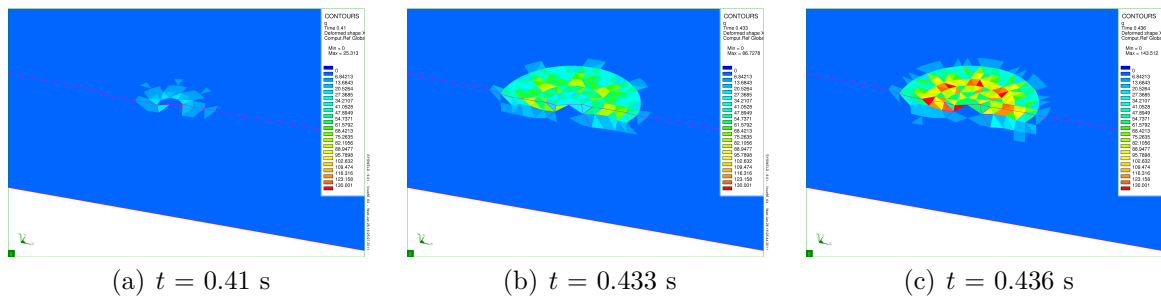 CONTOURS
q
Time 0.41
Deformed shape X
Comput.Ref Globa
Min = 0
Max = 25.313
0
6.84213
13.6843
20.5264
27.3685
34.2107
41.0528
47.8949
54.7371
61.5792
68.4213
75.2635
82.1056
88.9477
95.7898
102.632
109.474
116.316
123.158
130.001
(a) t = 0.41 s
CONTOURS
q
Time 0.433
Deformed shape X
Comput.Ref Globa
Min = 0
Max = 86.7278
0
6.84213
13.6843
20.5264
27.3685
34.2107
41.0528
47.8949
54.7371
61.5792
68.4213
75.2635
82.1056
88.9477
95.7898
102.632
109.474
116.316
123.158
130.001
(b) t = 0.433 s
CONTOURS
q
Time 0.436
Deformed shape X
Comput.Ref Globa
Min = 0
Max = 143.512
0
6.84213
13.6843
20.5264
27.3685
34.2107
41.0528
47.8949
54.7371
61.5792
68.4213
75.2635
82.1056
88.9477
95.7898
102.632
109.474
116.316
123.158
130.001
(c) t = 0.436 s